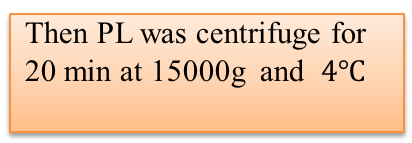 Then PL was centrifuge for
20 min at 15000g and 4°C